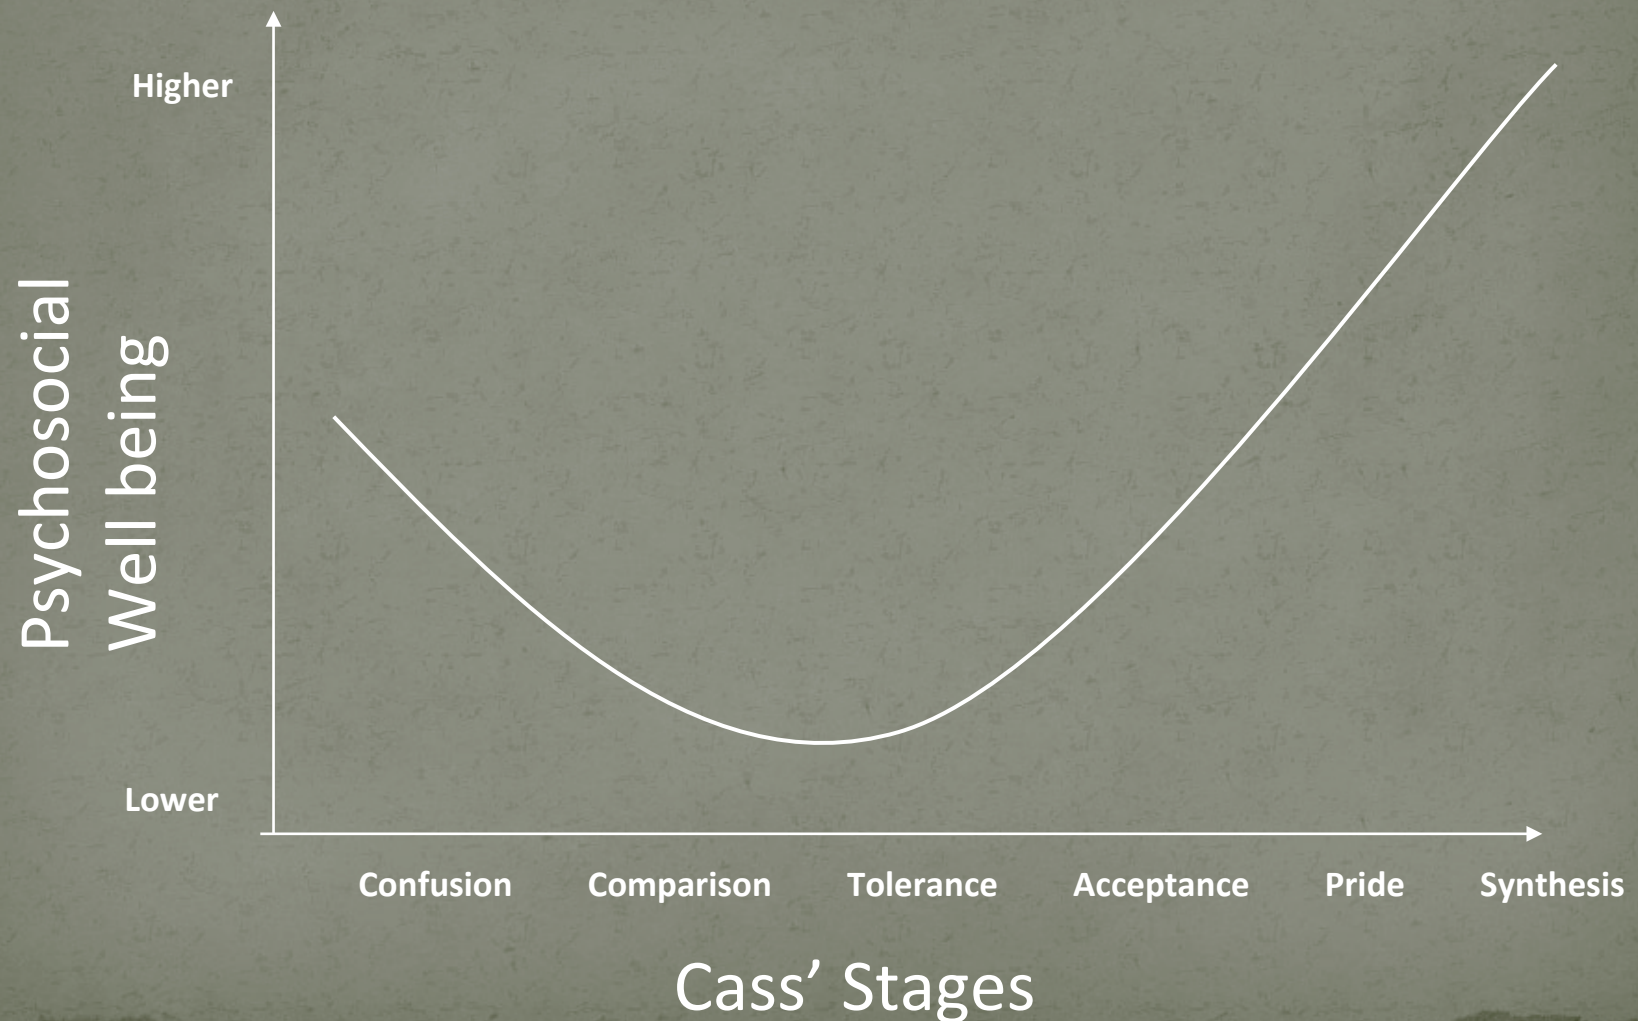 Higher
Psychosocial
Well being
Lower
Confusion Comparison Tolerance Acceptance Pride Synthesis
Cass’ Stages